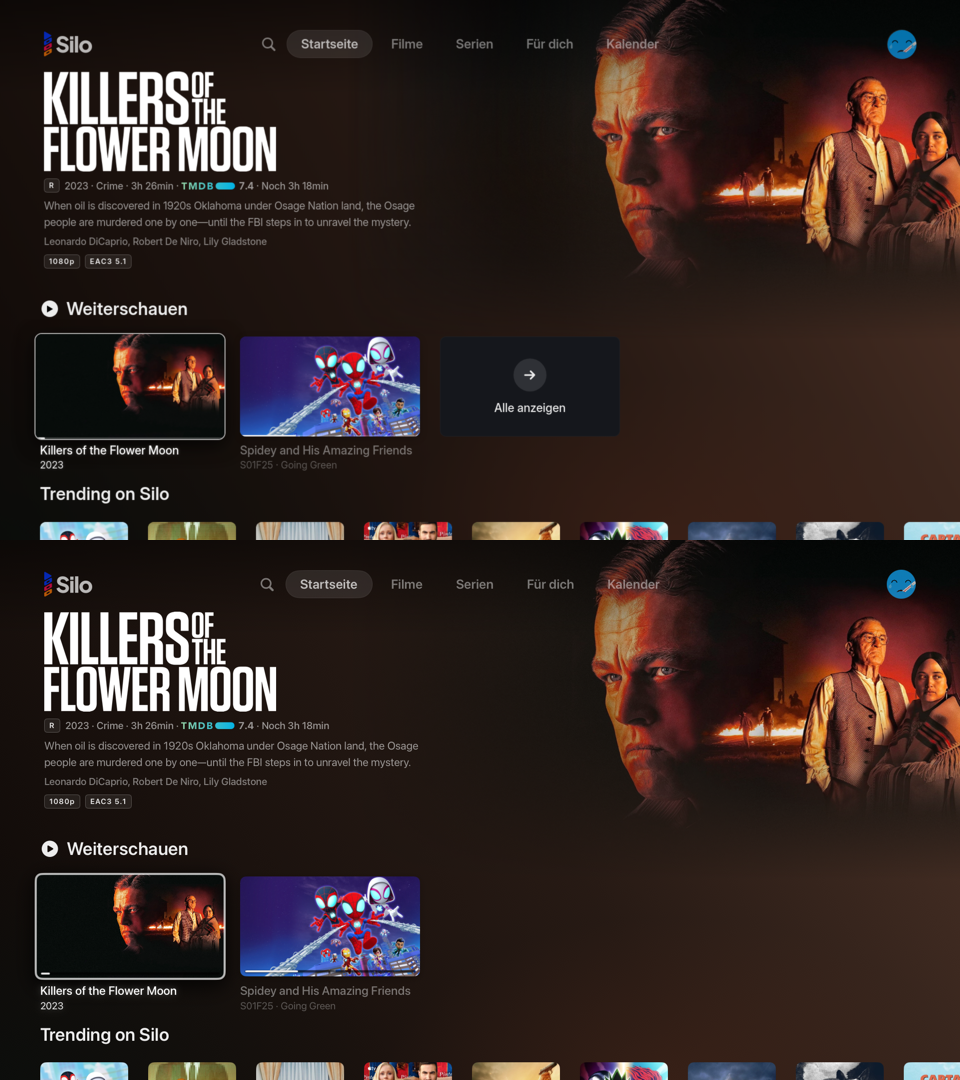 Silo
Startseite
Filme
Serien
Für dich
Kalender
KILLERS OF THE
FLOWER MOON
R 2023 · Crime · 3h 26min · TMDB 7.4 · Noch 3h 18min
When oil is discovered in 1920s Oklahoma under Osage Nation land, the Osage
people are murdered one by one—until the FBI steps in to unravel the mystery.
Leonardo DiCaprio, Robert De Niro, Lily Gladstone
1080p EAC3 5.1
Weiterschauen
Alle anzeigen
Killers of the Flower Moon
2023
Spidey and His Amazing Friends
S01F25 · Going Green
Trending on Silo
Silo
Startseite
Filme
Serien
Für dich
Kalender
KILLERS OF THE
FLOWER MOON
R 2023 · Crime · 3h 26min · TMDB 7.4 · Noch 3h 18min
When oil is discovered in 1920s Oklahoma under Osage Nation land, the Osage
people are murdered one by one—until the FBI steps in to unravel the mystery.
Leonardo DiCaprio, Robert De Niro, Lily Gladstone
1080p EAC3 5.1
Weiterschauen
Killers of the Flower Moon
2023
Spidey and His Amazing Friends
S01F25 · Going Green
Trending on Silo